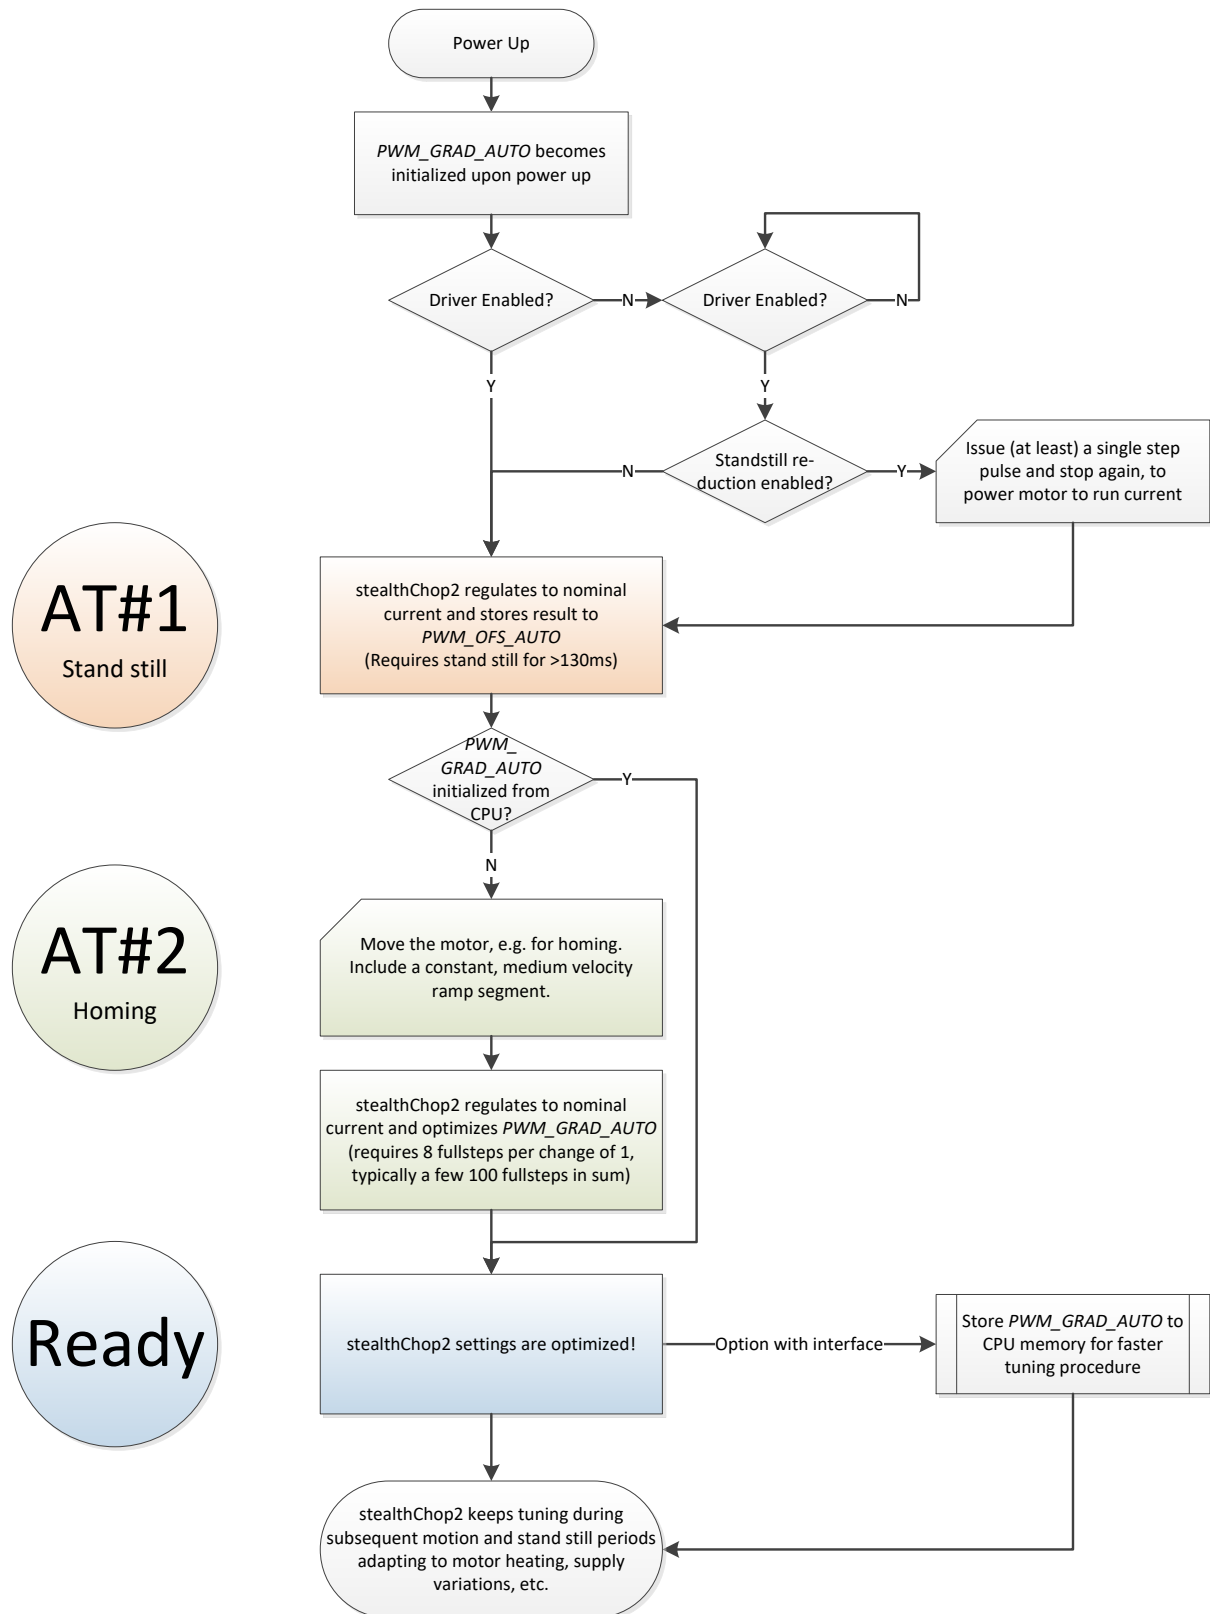 Power Up
PWM_GRAD_AUTO becomes
initialized upon power up
Driver Enabled?
N
Driver Enabled?
N
Y
Y
Standstill re-
duction enabled?
N
Y
Issue (at least) a single step
pulse and stop again, to
power motor to run current
AT#1
Stand still
stealthChop2 regulates to nominal
current and stores result to
PWM_OFS_AUTO
(Requires stand still for >130ms)
PWM_
GRAD_AUTO
initialized from
CPU?
Y
N
AT#2
Homing
Move the motor, e.g. for homing.
Include a constant, medium velocity
ramp segment.
stealthChop2 regulates to nominal
current and optimizes PWM_GRAD_AUTO
(requires 8 fullsteps per change of 1,
typically a few 100 fullsteps in sum)
Ready
stealthChop2 settings are optimized!
Option with interface
Store PWM_GRAD_AUTO to
CPU memory for faster
tuning procedure
stealthChop2 keeps tuning during
subsequent motion and stand still periods
adapting to motor heating, supply
variations, etc.